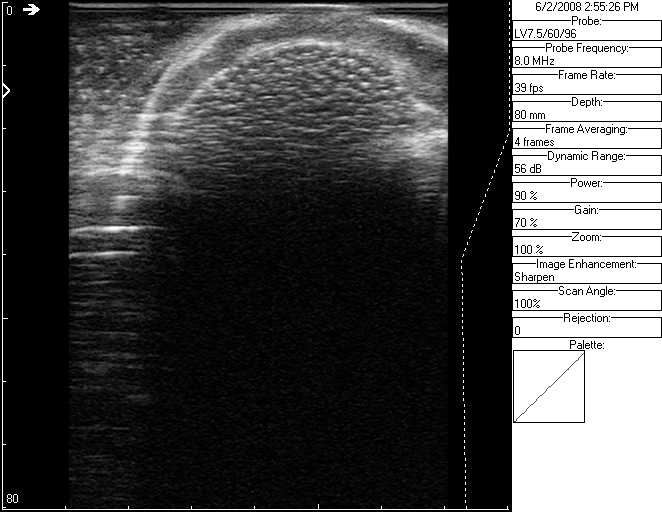 0
80
6/2/2008 2:55:26 PM
Probe:
LV7.5/60/96
Probe Frequency:
8.0 MHz
Frame Rate:
39 fps
Depth:
80 mm
Frame Averaging:
4 frames
Dynamic Range:
56 dB
Power:
90 %
Gain:
70 %
Zoom:
100 %
Image Enhancement:
Sharpen
Scan Angle:
100%
Rejection:
0
Palette: